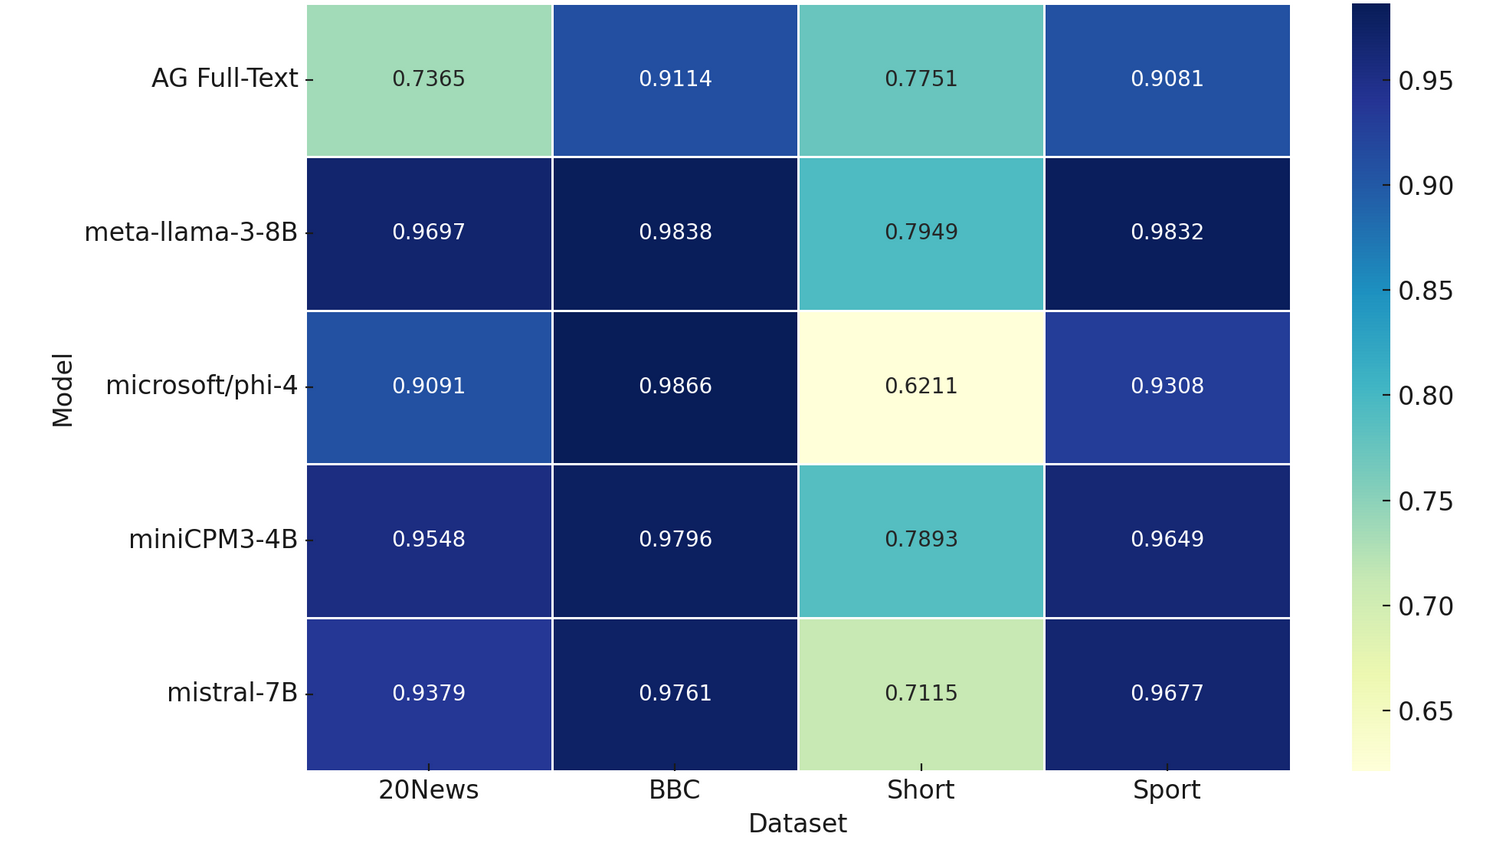 AG Full-Text 0.7365 0.9114 0.7751 0.9081
meta-llama-3-8B 0.9697 0.9838 0.7949 0.9832
microsoft/phi-4 0.9091 0.9866 0.6211 0.9308
miniCPM3-4B 0.9548 0.9796 0.7893 0.9649
mistral-7B 0.9379 0.9761 0.7115 0.9677
Model
20News BBC Short Sport
Dataset
0.95
0.90
0.85
0.80
0.75
0.70
0.65